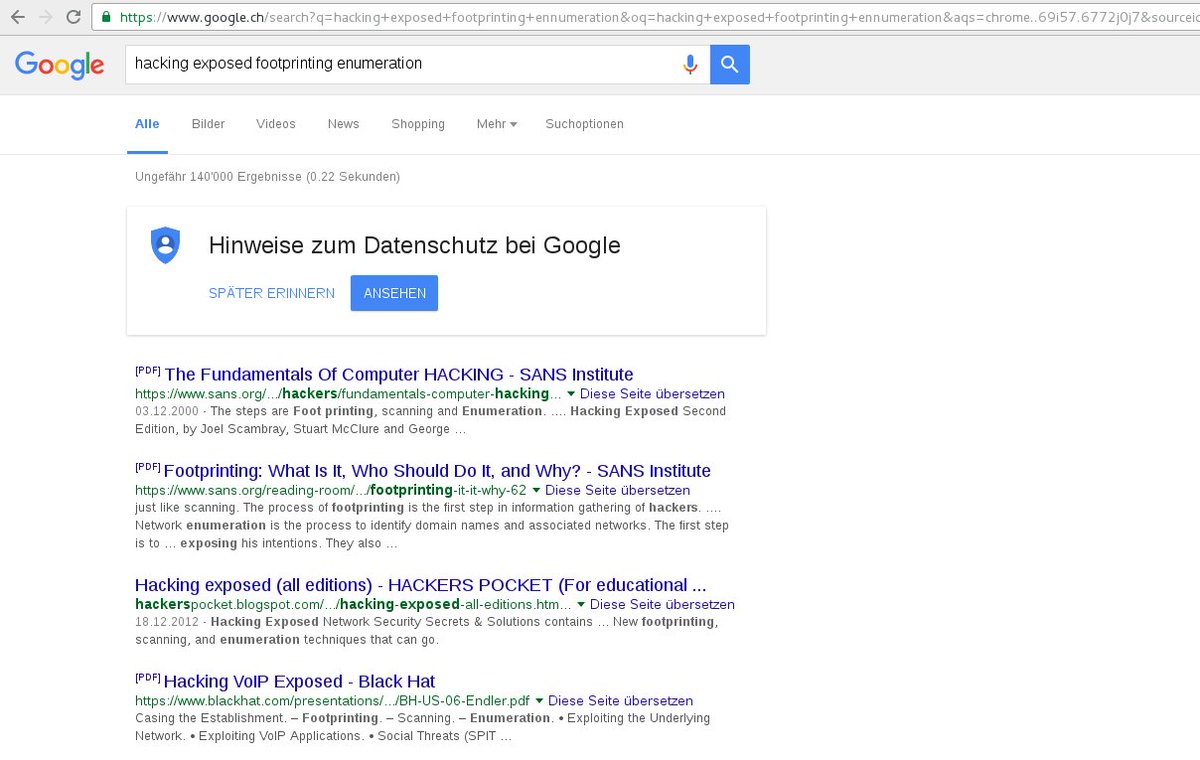 https://www.google.ch/search?q=hacking+exposed+footprinting+ennumeration&oq=hacking+exposed+footprinting+ennumeration&aqs=chrome..69i57.6772j0j7&sourcei
Google
hacking exposed footprinting enumeration
Alle Bilder Videos News Shopping Mehr Suchoptionen
Ungefähr 140'000 Ergebnisse (0.22 Sekunden)
Hinweise zum Datenschutz bei Google
SPÄTER ERINNERN ANSEHEN
[PDF] The Fundamentals Of Computer HACKING - SANS Institute
https://www.sans.org/.../hackers/fundamentals-computer-hacking... Diese Seite übersetzen
03.12.2000 - The steps are Foot printing, scanning and Enumeration. .... Hacking Exposed Second
Edition, by Joel Scambray, Stuart McClure and George ...
[PDF] Footprinting: What Is It, Who Should Do It, and Why? - SANS Institute
https://www.sans.org/reading-room/.../footprinting-it-it-why-62 Diese Seite übersetzen
just like scanning. The process of footprinting is the first step in information gathering of hackers. ....
Network enumeration is the process to identify domain names and associated networks. The first step
is to ... exposing his intentions. They also ...
Hacking exposed (all editions) - HACKERS POCKET (For educational ...
hackerspocket.blogspot.com/.../hacking-exposed-all-editions.htm... Diese Seite übersetzen
18.12.2012 - Hacking Exposed Network Security Secrets & Solutions contains ... New footprinting,
scanning, and enumeration techniques that can go.
[PDF] Hacking VoIP Exposed - Black Hat
https://www.blackhat.com/presentations/.../BH-US-06-Endler.pdf Diese Seite übersetzen
Casing the Establishment. – Footprinting. – Scanning. – Enumeration. • Exploiting the Underlying
Network. • Exploiting VoIP Applications. • Social Threats (SPIT ...